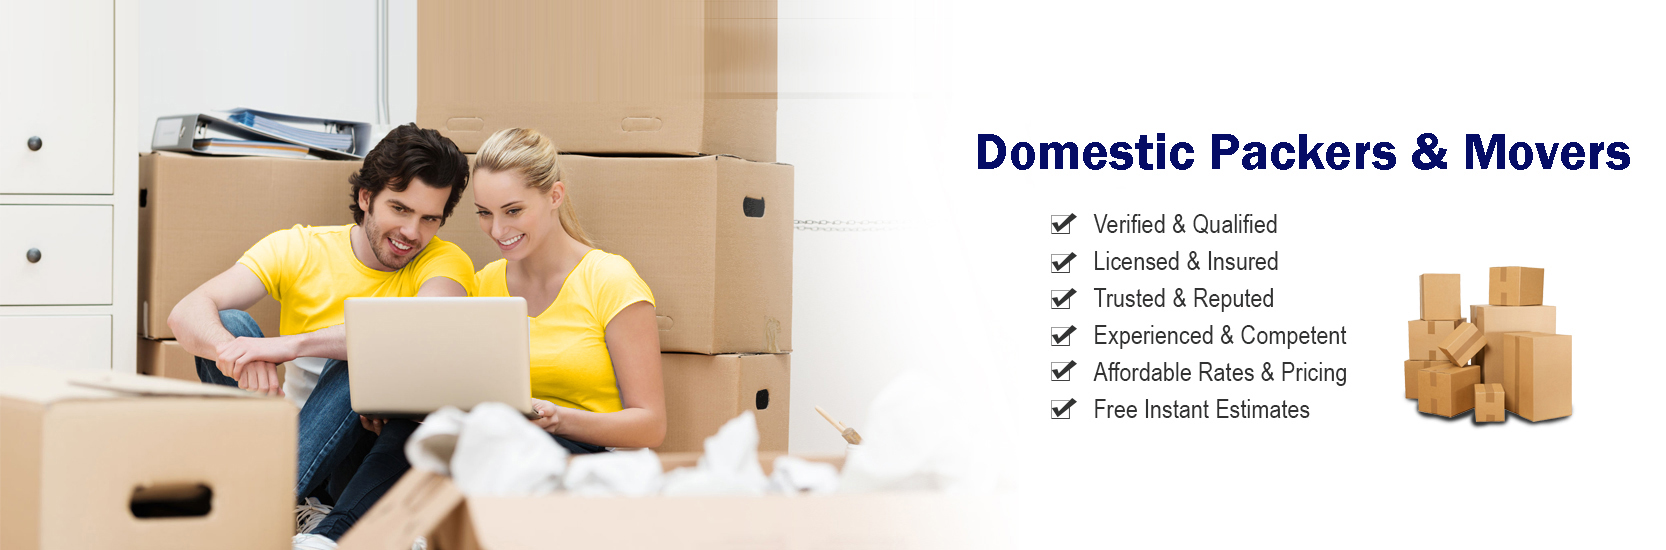 Domestic Packers & Movers
Verified & Qualified
Licensed & Insured
Trusted & Reputed
Experienced & Competent
Affordable Rates & Pricing
Free Instant Estimates